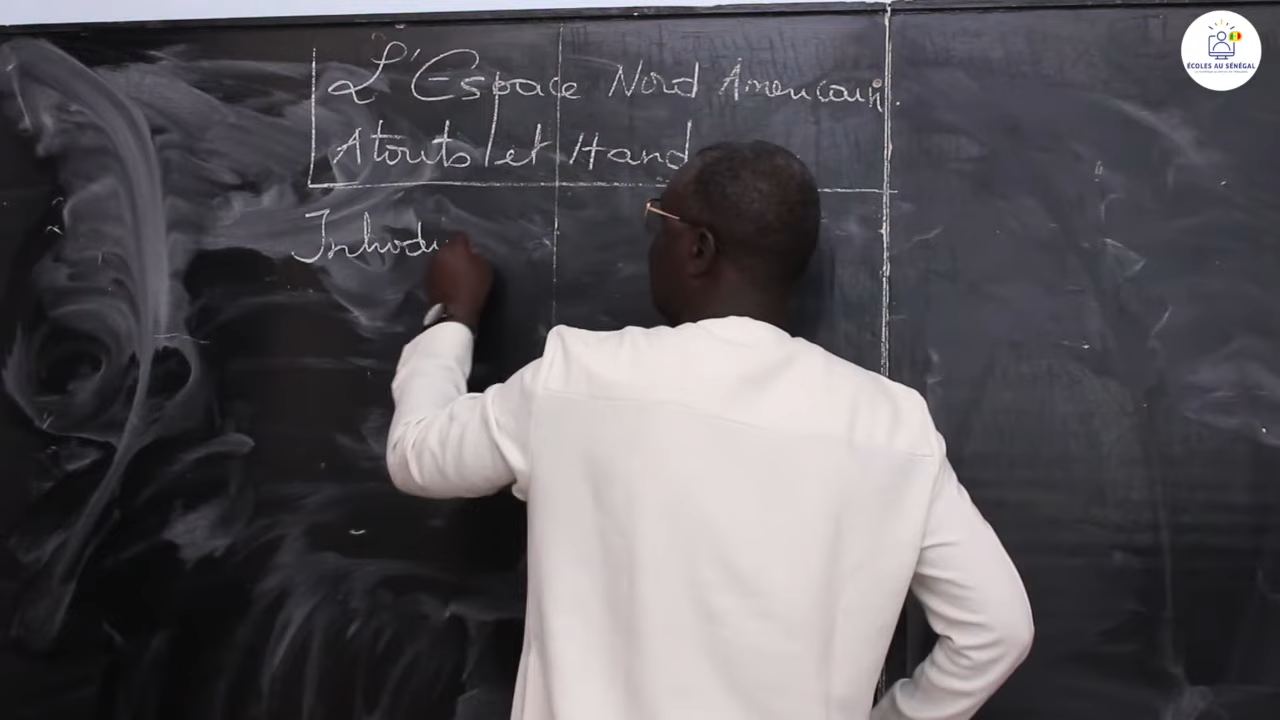 L'Espace Nord Americain.
Atouts et Hand
Introdu
ÉCOLES AU SÉNÉGAL